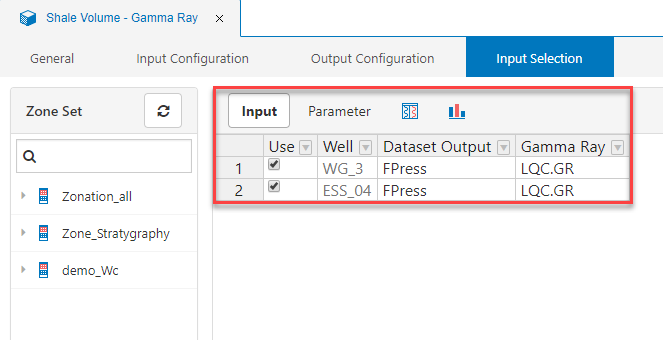 Shale Volume - Gamma Ray ×
General Input Configuration Output Configuration Input Selection
Zone Set
Input Parameter
Use Well Dataset Output Gamma Ray
1 WG_3 FPress LQC.GR
2 ESS_04 FPress LQC.GR
Zonation_all
Zone_Stratygraphy
demo_Wc